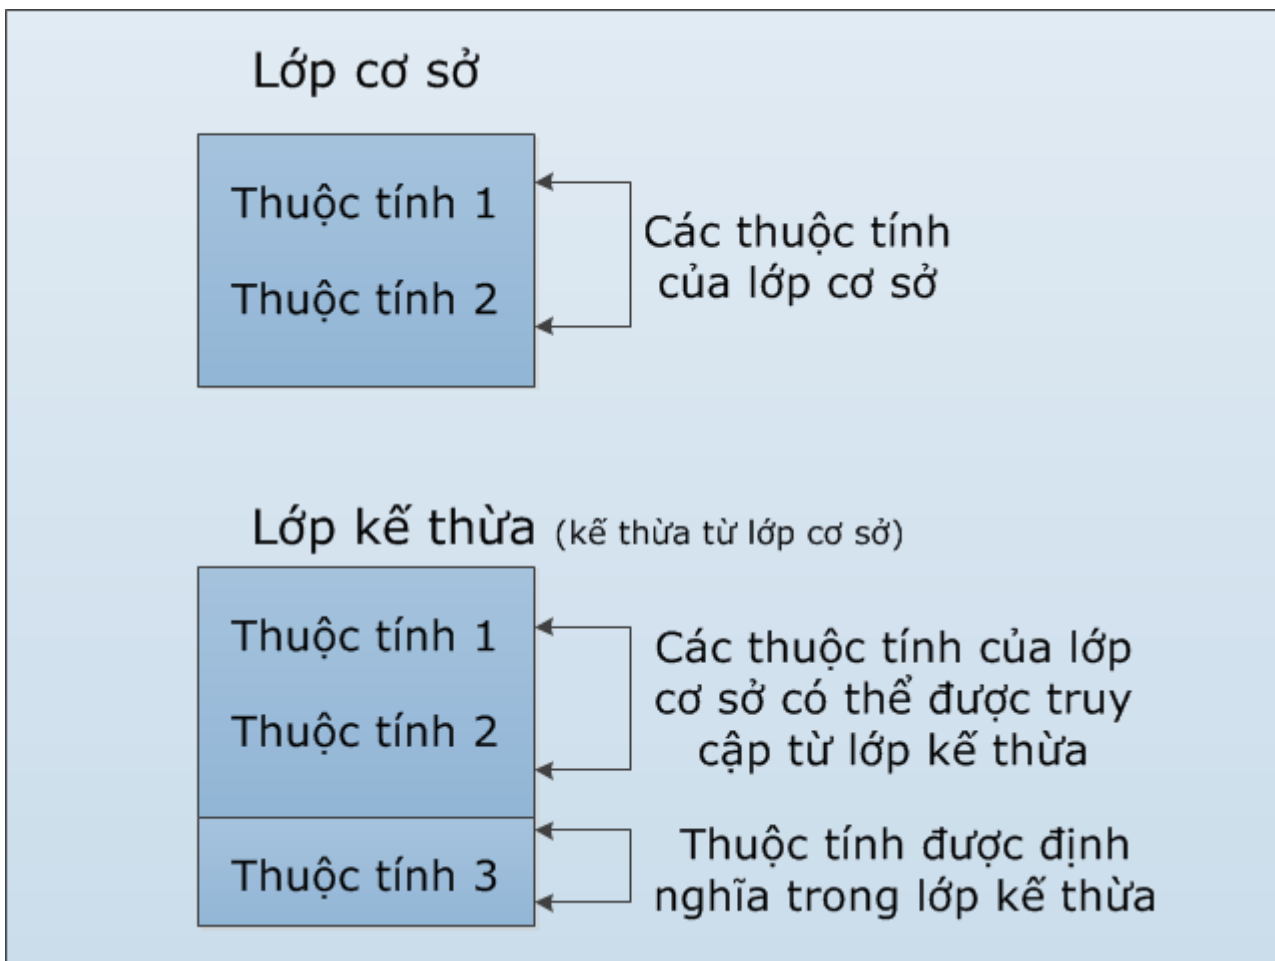 Lớp cơ sở
Thuộc tính 1
Thuộc tính 2
Các thuộc tính
của lớp cơ sở
Lớp kế thừa (kế thừa từ lớp cơ sở)
Thuộc tính 1
Thuộc tính 2
Các thuộc tính của lớp
cơ sở có thể được truy
cập từ lớp kế thừa
Thuộc tính 3
Thuộc tính được định
nghĩa trong lớp kế thừa